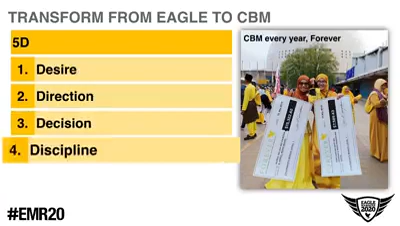 TRANSFORM FROM EAGLE TO CBM
5D
1. Desire
2. Direction
3. Decision
4. Discipline
CBM every year, Forever
#EMR20
EAGLE
2020